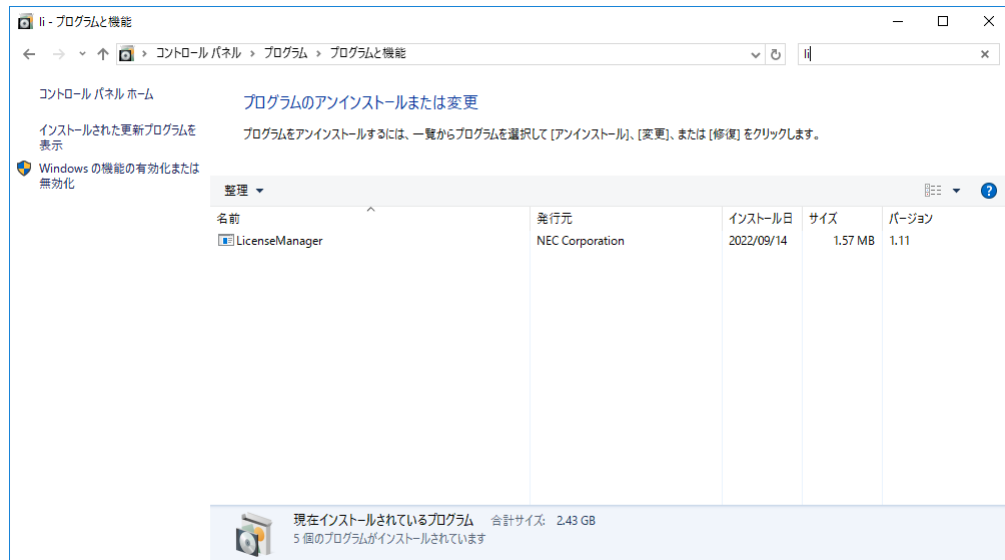 li - プログラムと機能
コントロール パネル › プログラム › プログラムと機能
li
コントロール パネル ホーム
インストールされた更新プログラムを
表示
Windows の機能の有効化または
無効化
プログラムのアンインストールまたは変更
プログラムをアンインストールするには、一覧からプログラムを選択して [アンインストール]、[変更]、または [修復] をクリックします。
整理
名前 発行元 インストール日 サイズ バージョン
LicenseManager NEC Corporation 2022/09/14 1.57 MB 1.11
現在インストールされているプログラム 合計サイズ: 2.43 GB
5 個のプログラムがインストールされています